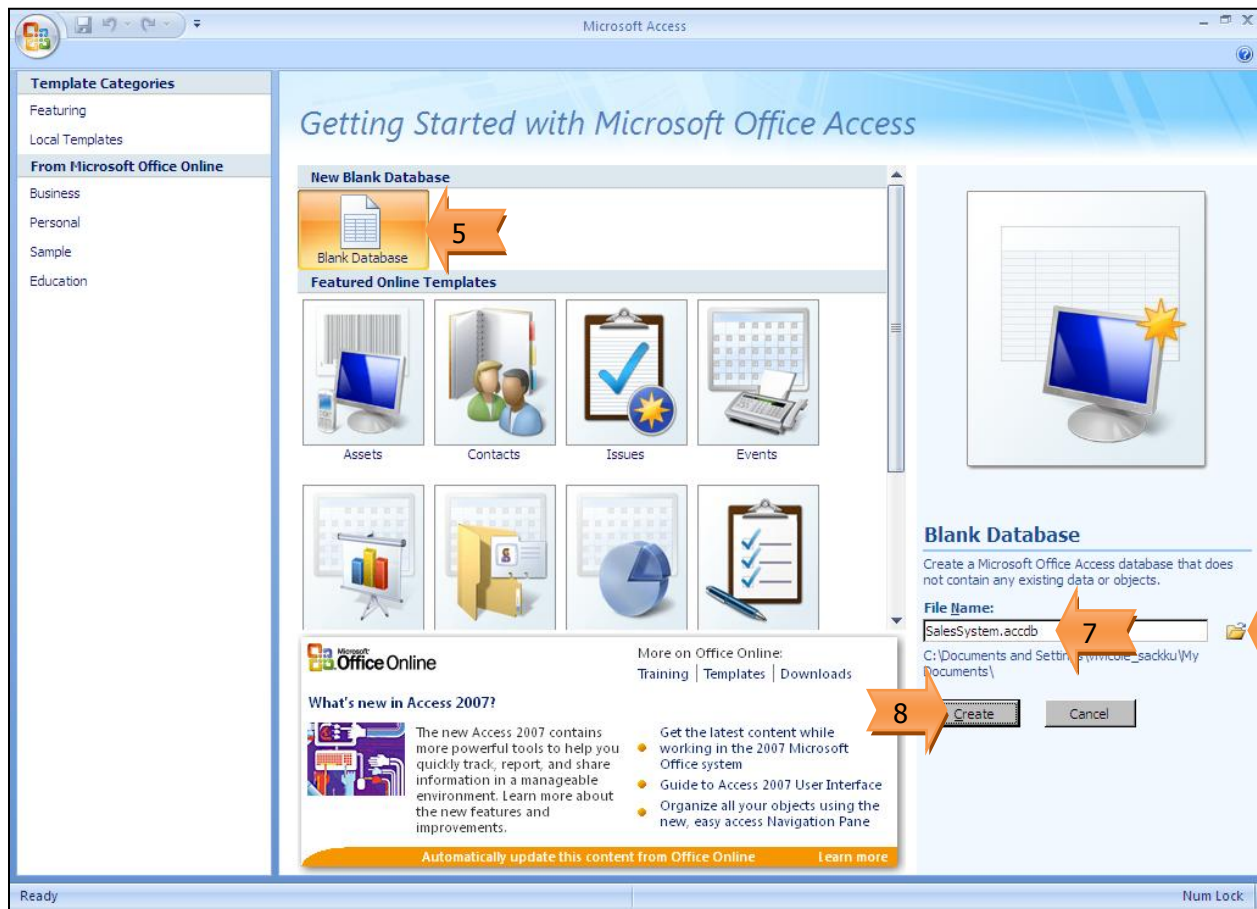 Microsoft Access
Template Categories
Featuring
Local Templates
From Microsoft Office Online
Business
Personal
Sample
Education
Getting Started with Microsoft Office Access
New Blank Database
Blank Database
5
Featured Online Templates
Assets
Contacts
Issues
Events
Microsoft
Office Online
More on Office Online:
Training | Templates | Downloads
What's new in Access 2007?
The new Access 2007 contains
more powerful tools to help you
quickly track, report, and share
information in a manageable
environment. Learn more about
the new features and
improvements.
Get the latest content while
working in the 2007 Microsoft
Office system
Guide to Access 2007 User Interface
Organize all your objects using the
new, easy access Navigation Pane
Automatically update this content from Office Online
Learn more
Blank Database
Create a Microsoft Office Access database that does
not contain any existing data or objects.
File Name:
SalesSystem.accdb
7
C:\Documents and \My
Documents\
8
Create
Cancel
Ready
Num Lock